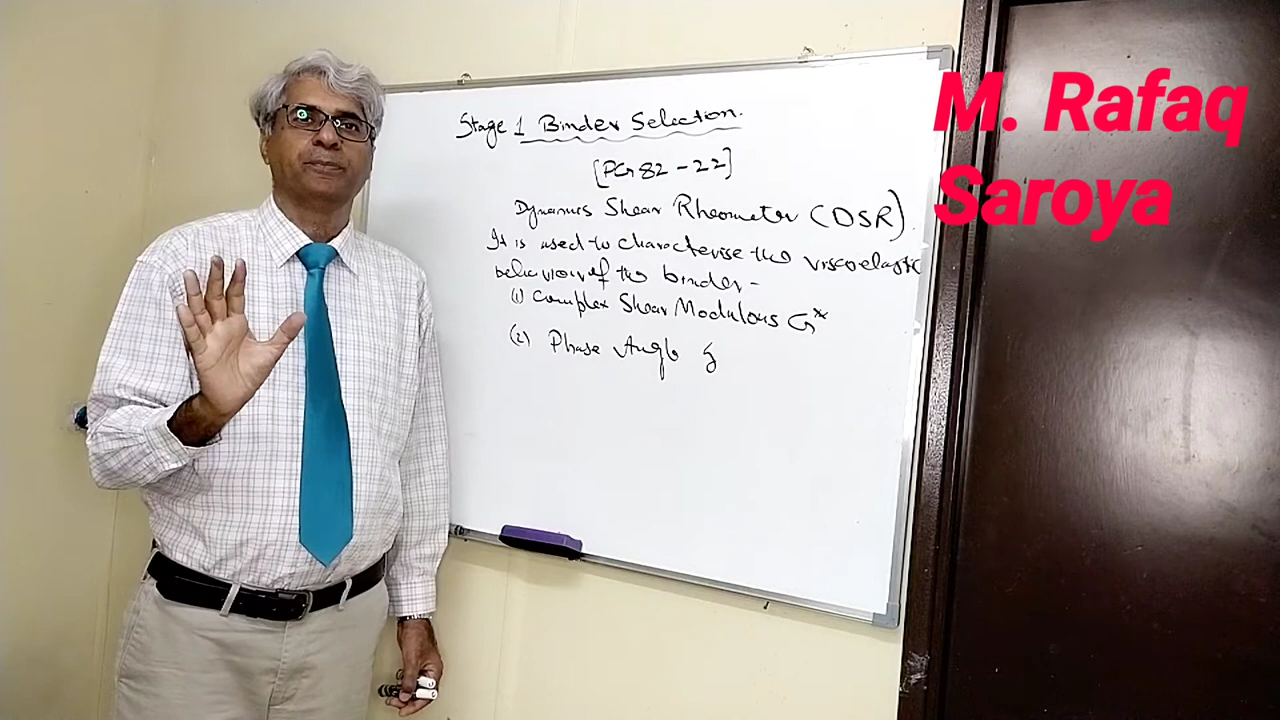 Stage 1 Binder Selection.
[PG 82-22]
Dynamics Shear Rheometer (DSR).
It is used to characterise the viscoelastic
behaviour of the binder -
(1) Complex Shear Modulous G*
(2) Phase Angle δ
M. Rafaq
Saroya